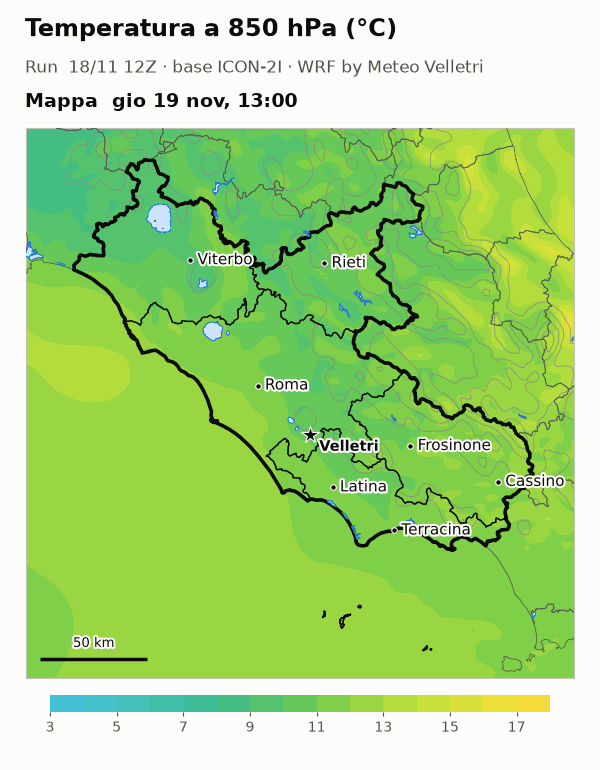 Temperatura a 850 hPa (°C)
Run  18/11 12Z · base ICON-2I · WRF by Meteo Velletri
Mappa  gio 19 nov, 13:00
Viterbo
Rieti
Roma
Velletri
Frosinone
Cassino
Latina
Terracina
50 km
3 5 7 9 11 13 15 17